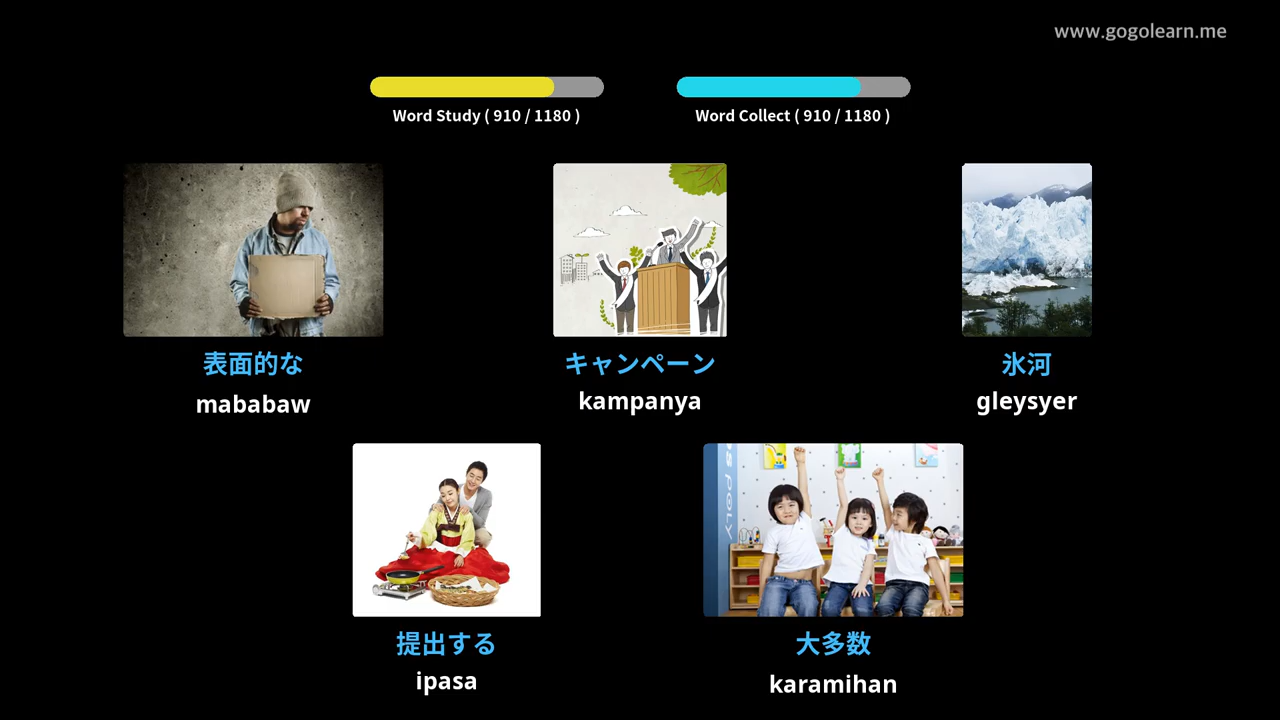 www.gogolearn.me
Word Study ( 910 / 1180 )
Word Collect ( 910 / 1180 )
表面的な
mababaw
キャンペーン
kampanya
氷河
gleysyer
提出する
ipasa
大多数
karamihan